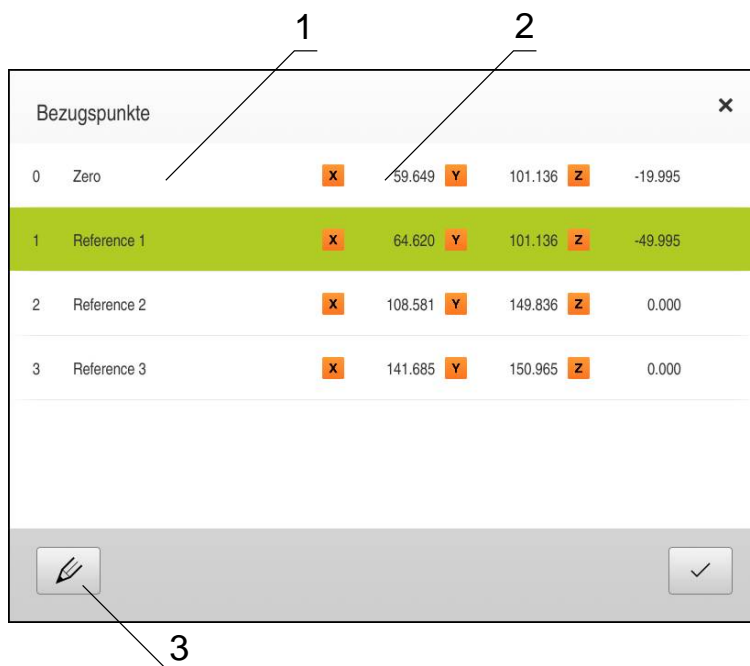 1 2
Bezugspunkte ×
0 Zero X 59.649 Y 101.136 Z -19.995
1 Reference 1 X 64.620 Y 101.136 Z -49.995
2 Reference 2 X 108.581 Y 149.836 Z 0.000
3 Reference 3 X 141.685 Y 150.965 Z 0.000
3